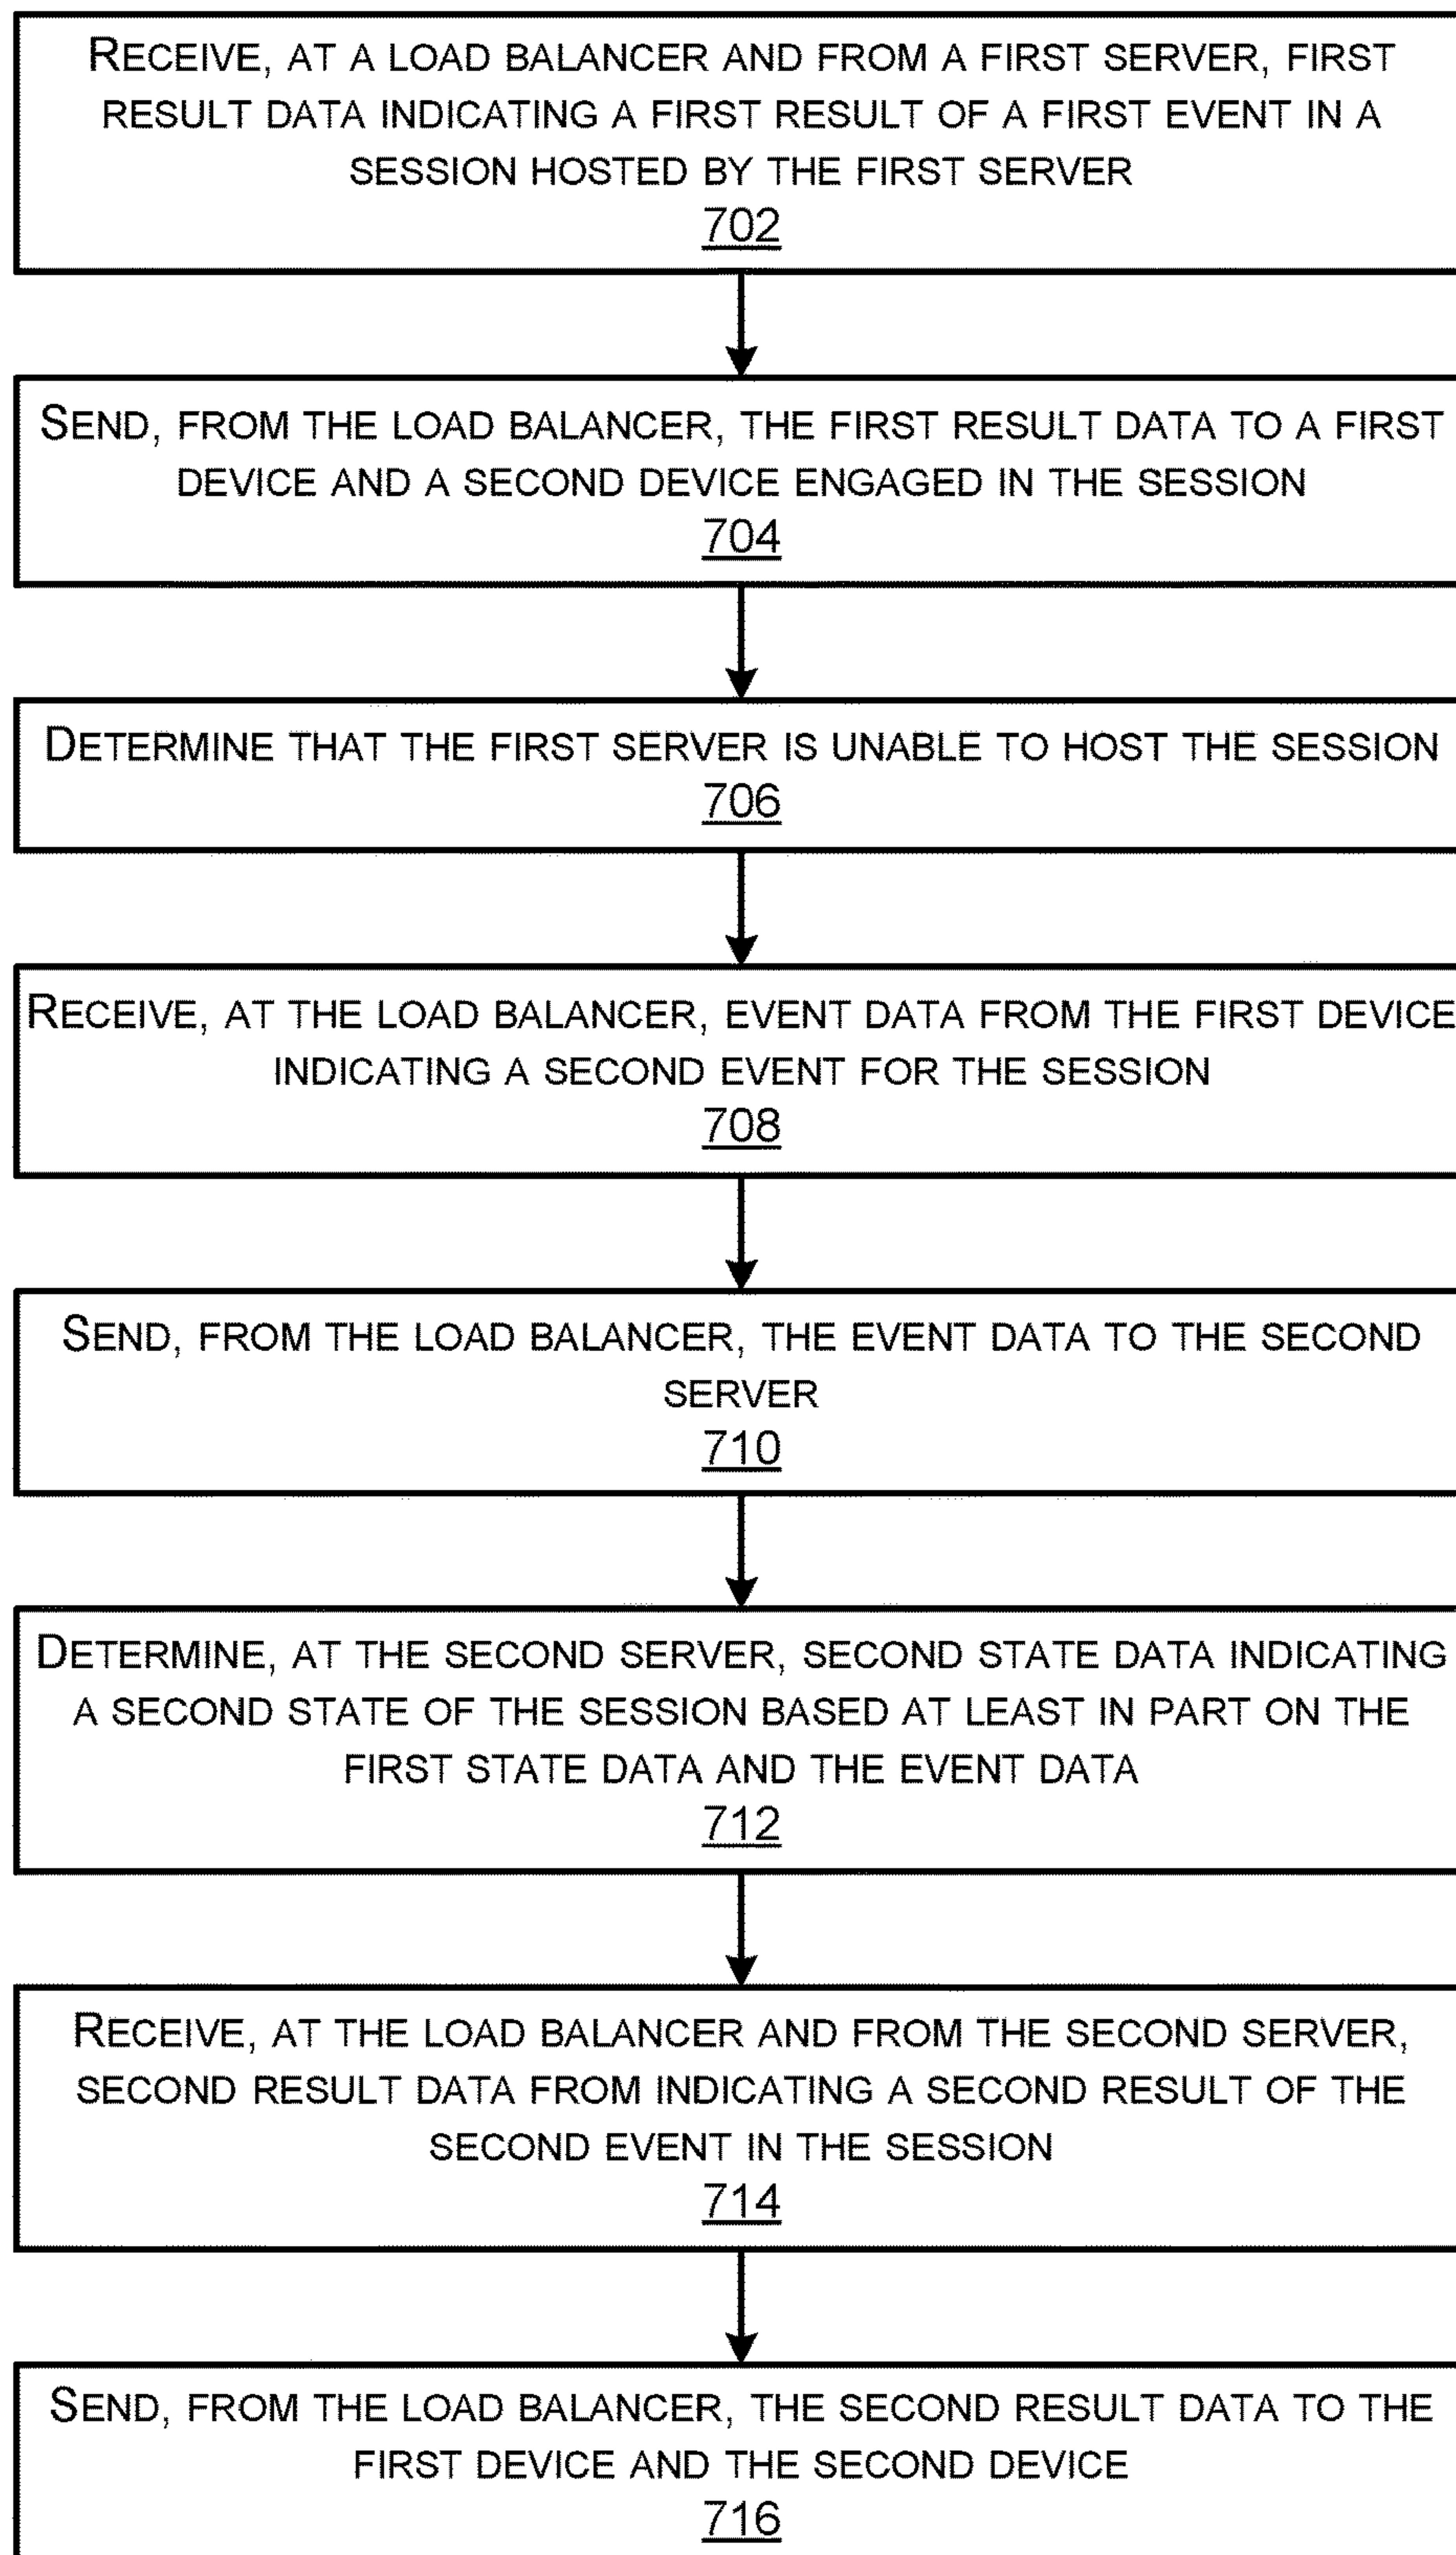 RECEIVE, AT A LOAD BALANCER AND FROM A FIRST SERVER, FIRST
RESULT DATA INDICATING A FIRST RESULT OF A FIRST EVENT IN A
SESSION HOSTED BY THE FIRST SERVER
702
SEND, FROM THE LOAD BALANCER, THE FIRST RESULT DATA TO A FIRST
DEVICE AND A SECOND DEVICE ENGAGED IN THE SESSION
704
DETERMINE THAT THE FIRST SERVER IS UNABLE TO HOST THE SESSION
706
RECEIVE, AT THE LOAD BALANCER, EVENT DATA FROM THE FIRST DEVICE
INDICATING A SECOND EVENT FOR THE SESSION
708
SEND, FROM THE LOAD BALANCER, THE EVENT DATA TO THE SECOND
SERVER
710
DETERMINE, AT THE SECOND SERVER, SECOND STATE DATA INDICATING
A SECOND STATE OF THE SESSION BASED AT LEAST IN PART ON THE
FIRST STATE DATA AND THE EVENT DATA
712
RECEIVE, AT THE LOAD BALANCER AND FROM THE SECOND SERVER,
SECOND RESULT DATA FROM INDICATING A SECOND RESULT OF THE
SECOND EVENT IN THE SESSION
714
SEND, FROM THE LOAD BALANCER, THE SECOND RESULT DATA TO THE
FIRST DEVICE AND THE SECOND DEVICE
716